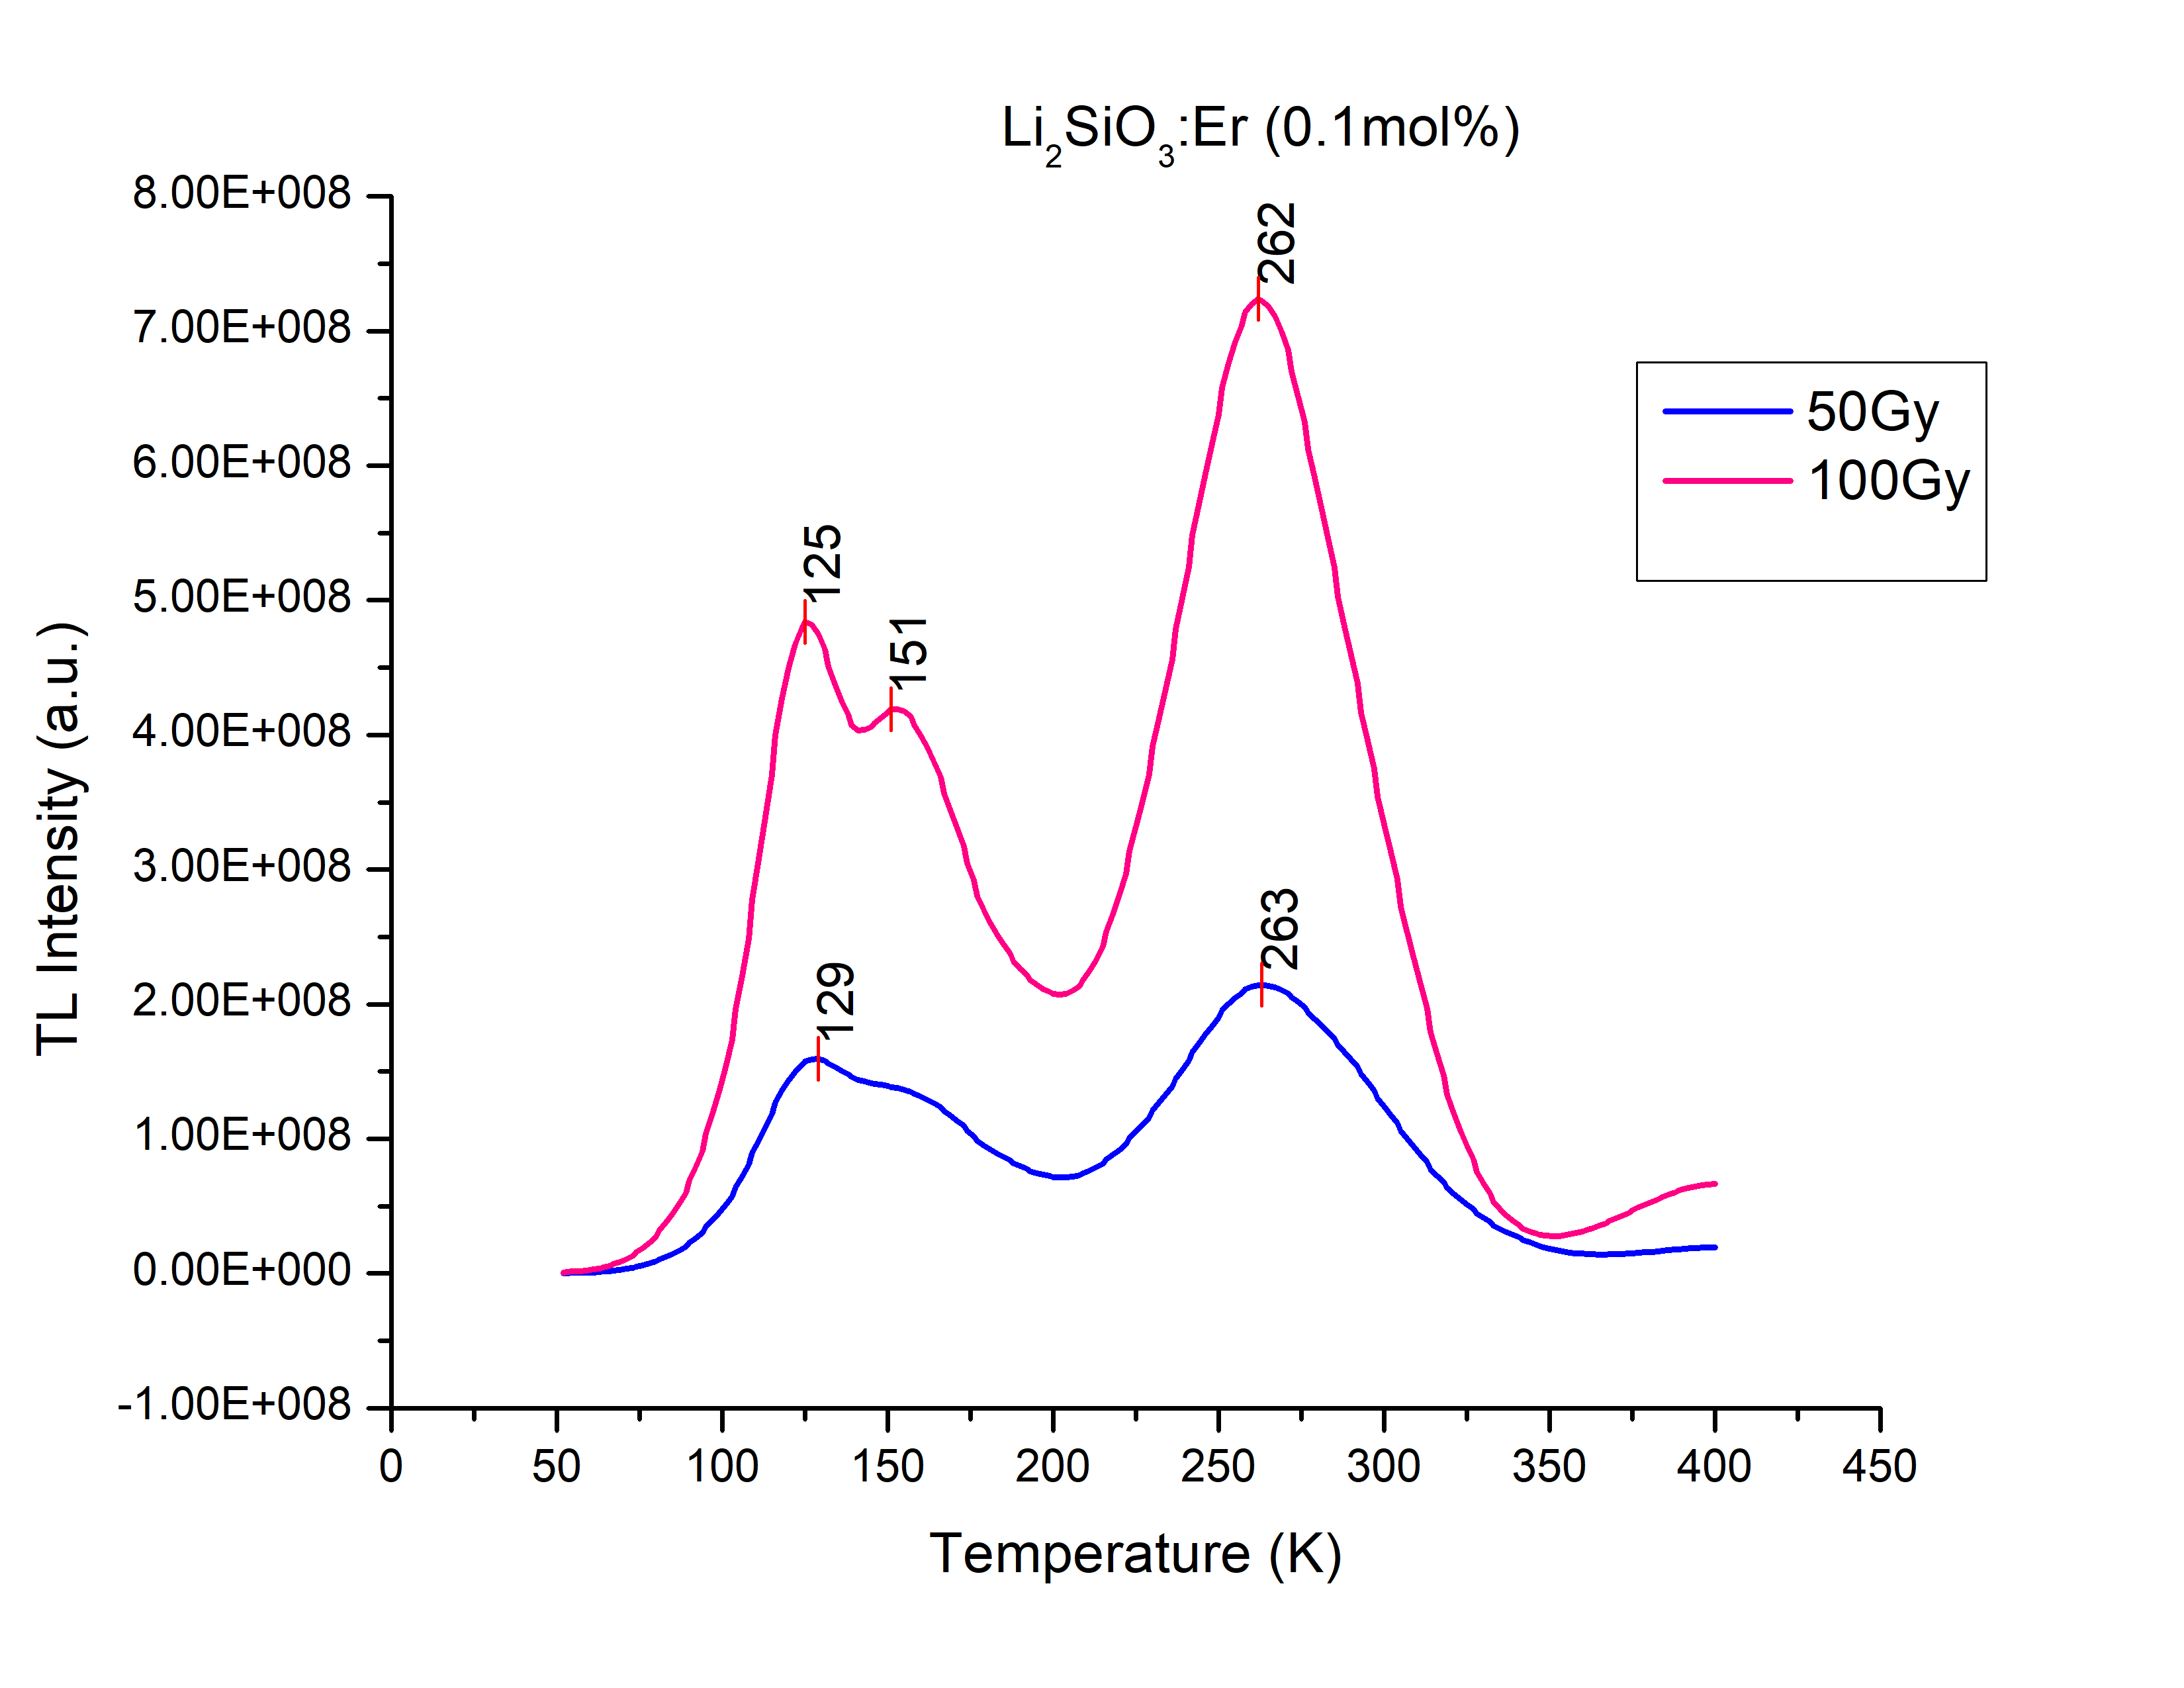 Li2SiO3:Er (0.1mol%)
8.00E+008
7.00E+008
6.00E+008
5.00E+008
4.00E+008
3.00E+008
2.00E+008
1.00E+008
0.00E+000
-1.00E+008
TL Intensity (a.u.)
262
125
151
263
129
50Gy
100Gy
0 50 100 150 200 250 300 350 400 450
Temperature (K)